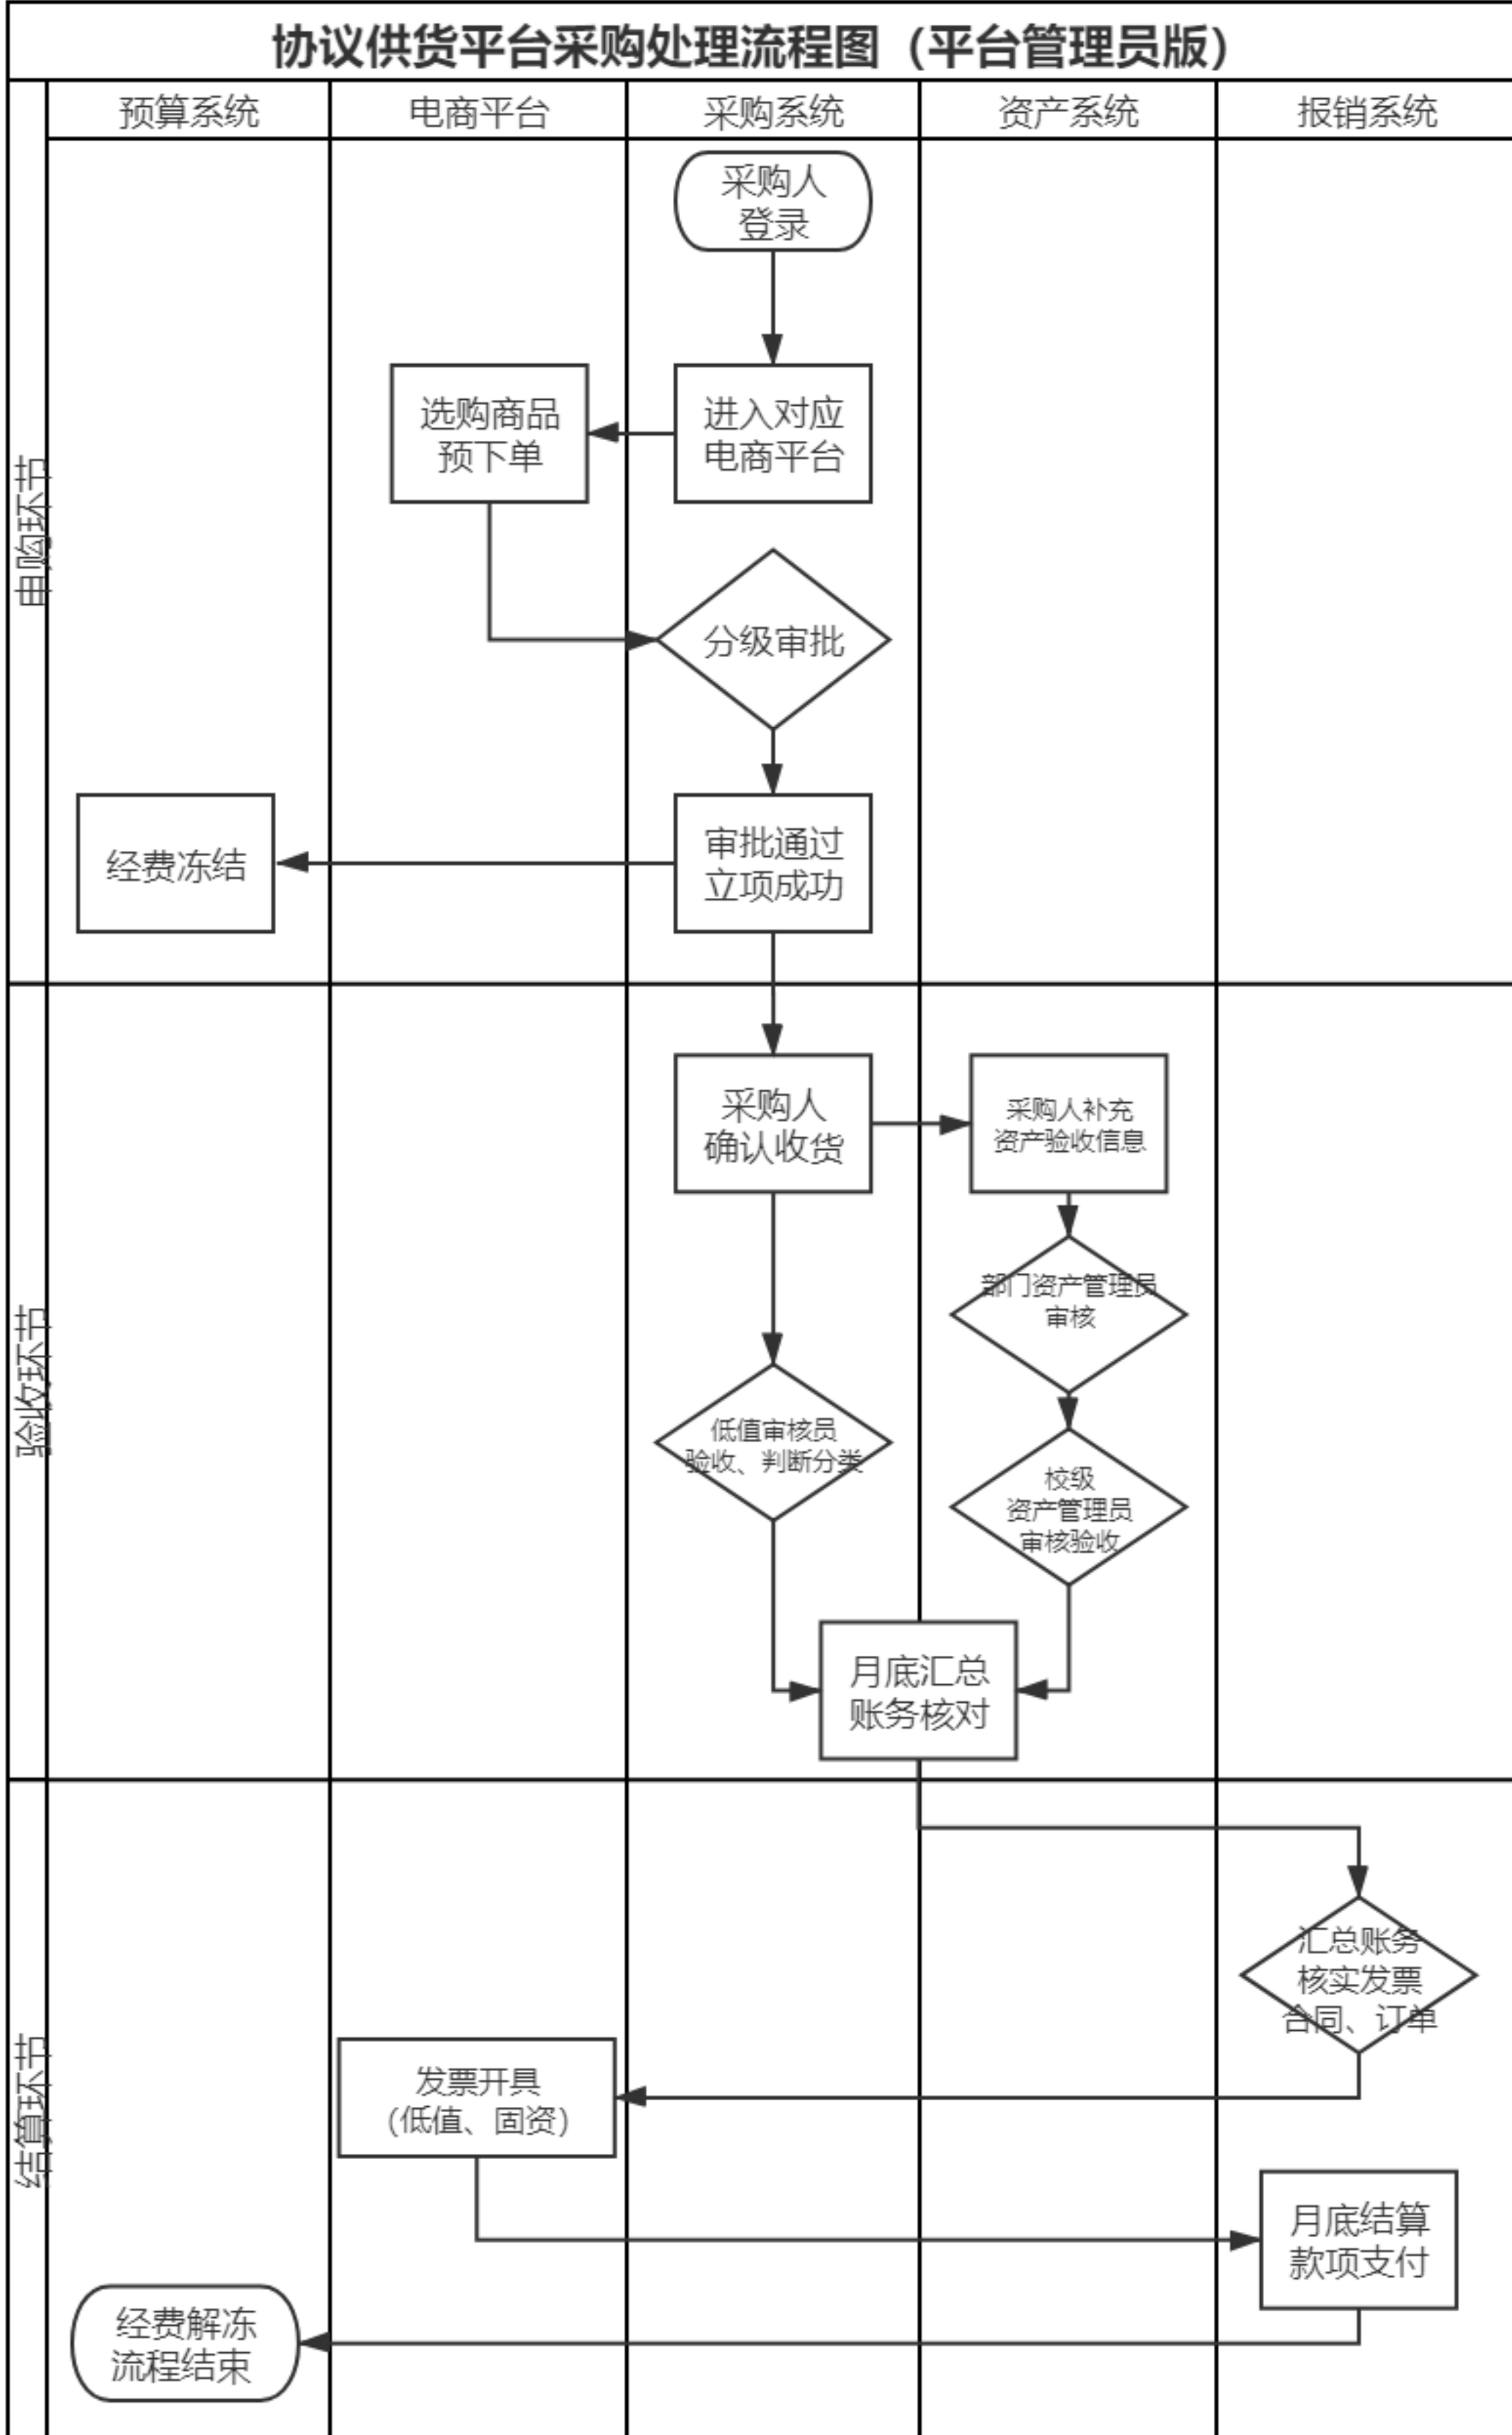 协议供货平台采购处理流程图（平台管理员版）
预算系统
电商平台
采购系统
资产系统
报销系统
申购环节
采购人
登录
选购商品
预下单
进入对应
电商平台
分级审批
经费冻结
审批通过
立项成功
验收环节
采购人
确认收货
采购人补充
资产验收信息
部门资产管理员
审核
低值审核员
验收、判断分类
校级
资产管理员
审核验收
月底汇总
账务核对
结算环节
汇总账务
核实发票
合同、订单
发票开具
（低值、固资）
月底结算
款项支付
经费解冻
流程结束